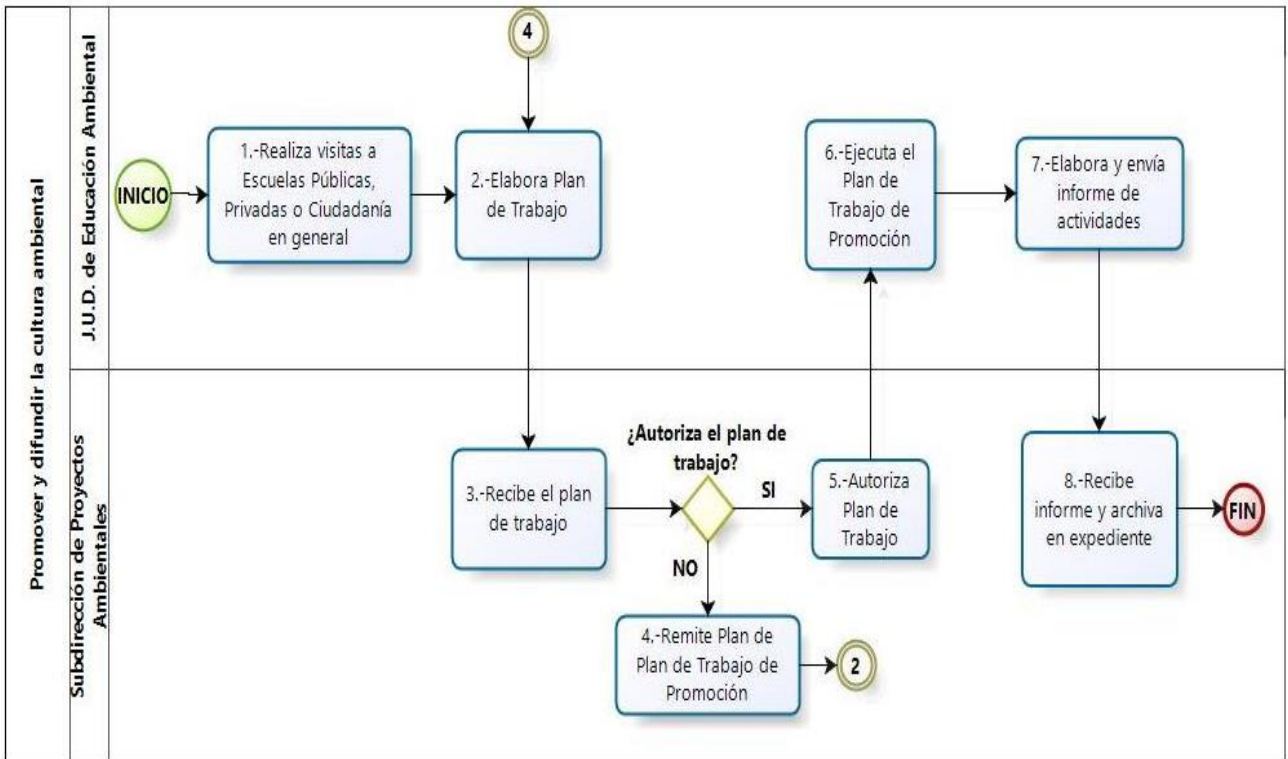 Promover y difundir la cultura ambiental
J.U.D. de Educación Ambiental
4
INICIO
1.-Realiza visitas a
Escuelas Públicas,
Privadas o Ciudadanía
en general
2.-Elabora Plan
de Trabajo
6.-Ejecuta el
Plan de
Trabajo de
Promoción
7.-Elabora y envía
informe de
actividades
Subdirección de Proyectos
Ambientales
3.-Recibe el plan
de trabajo
¿Autoriza el plan de
trabajo?
SI
NO
5.-Autoriza
Plan de
Trabajo
8.-Recibe
informe y archiva
en expediente
FIN
4.-Remite Plan de
Plan de Trabajo de
Promoción
2